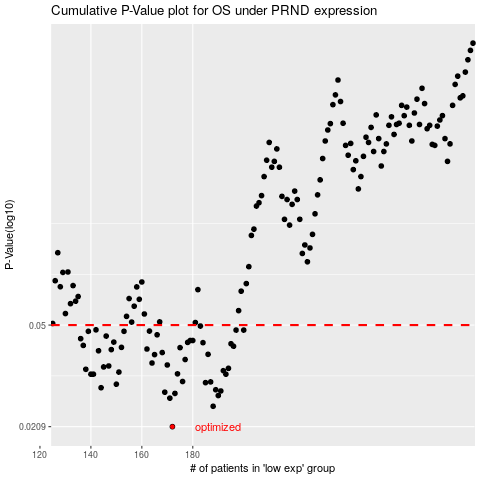 Cumulative P-Value plot for OS under PRND expression
P-Value(log10)
0.05
0.0209
optimized
120 140 160 180
# of patients in 'low exp' group